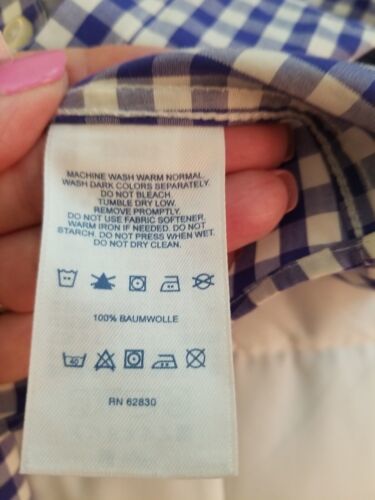 MACHINE WASH WARM NORMAL.
WASH DARK COLORS SEPARATELY.
DO NOT BLEACH.
TUMBLE DRY LOW.
REMOVE PROMPTLY.
DO NOT USE FABRIC SOFTENER.
WARM IRON IF NEEDED. DO NOT
STARCH. DO NOT PRESS WHEN WET.
DO NOT DRY CLEAN.
100% BAUMWOLLE
40
RN 62830